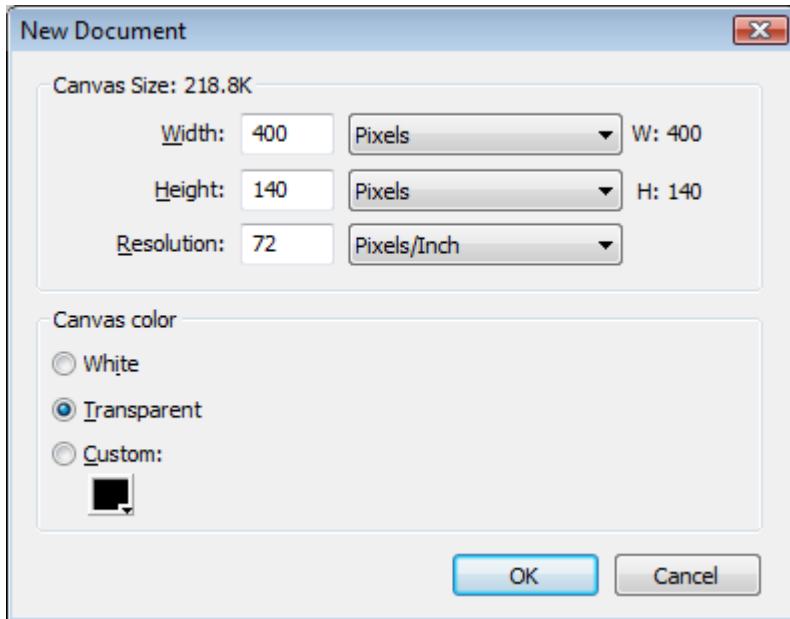 New Document
Canvas Size: 218.8K
Width: 400 Pixels W: 400
Height: 140 Pixels H: 140
Resolution: 72 Pixels/Inch
Canvas color
White
Transparent
Custom:
OK Cancel